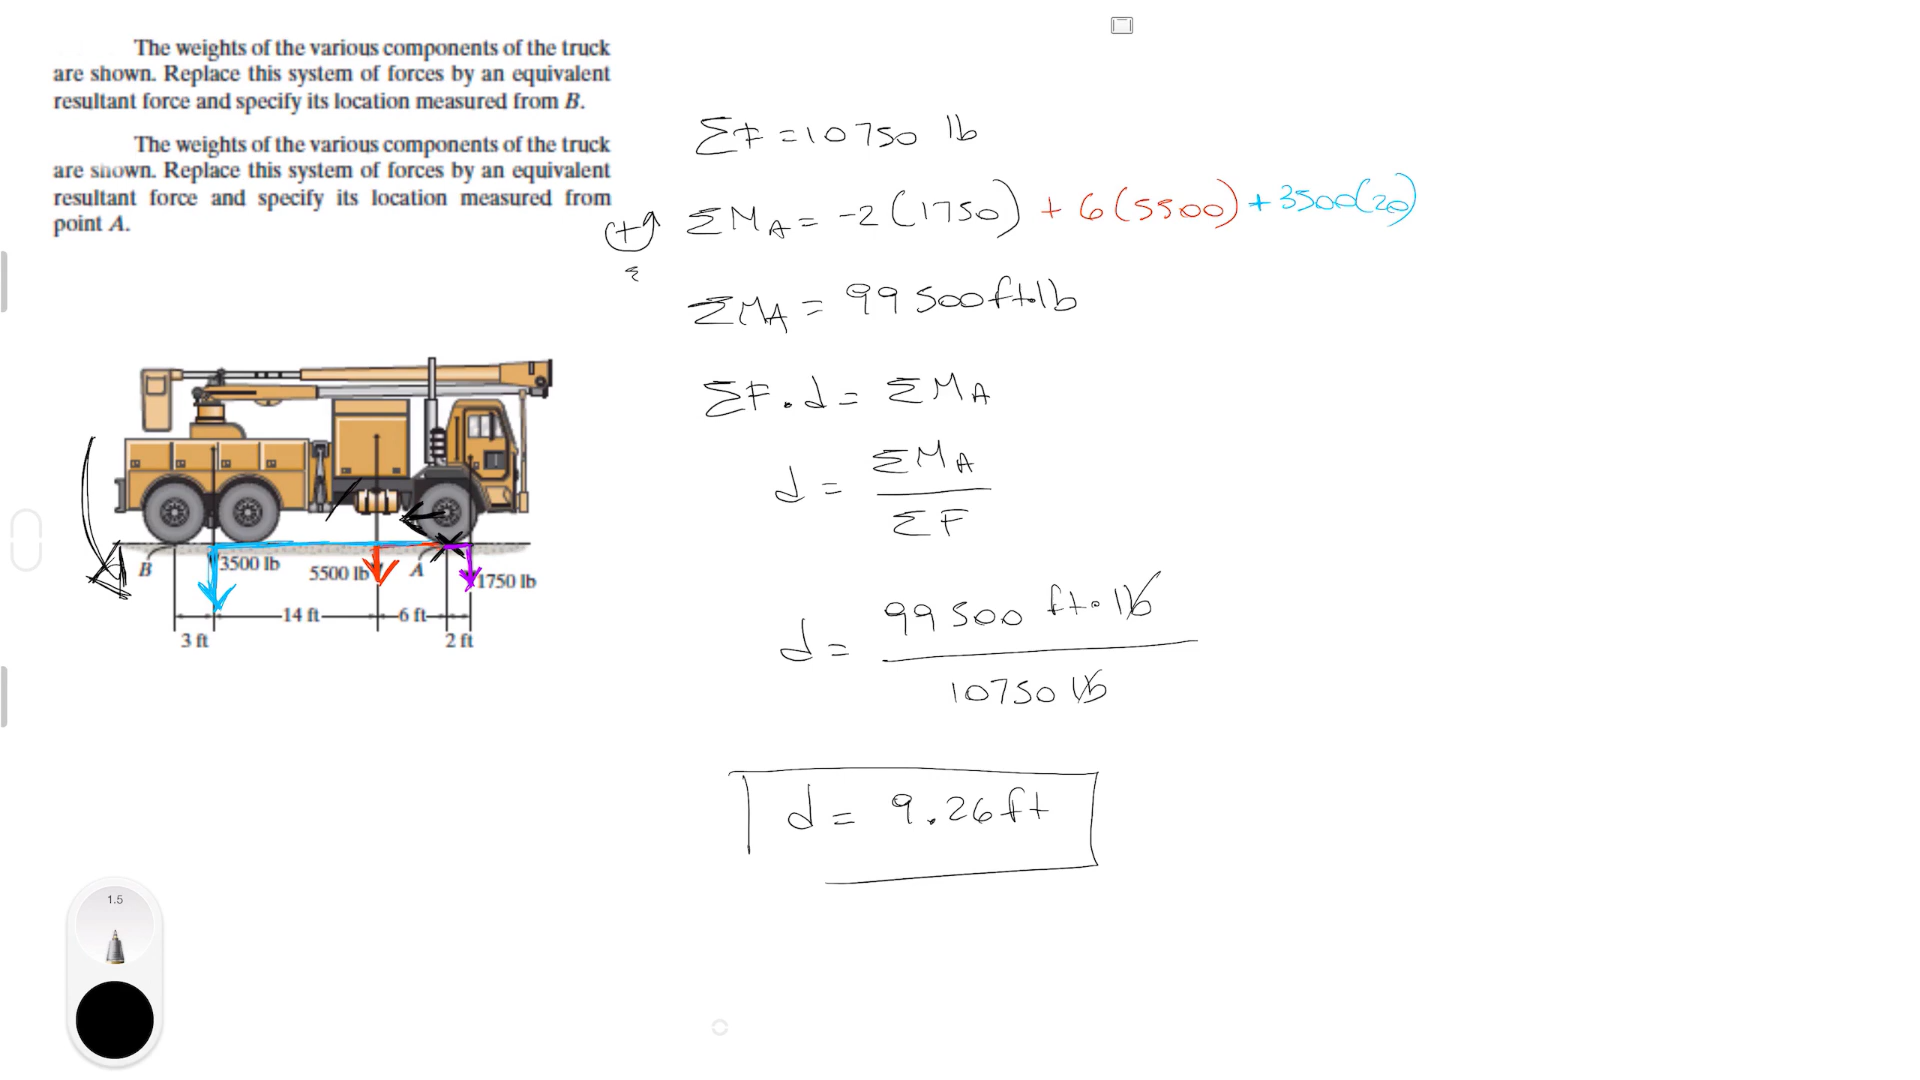 The weights of the various components of the truck
are shown. Replace this system of forces by an equivalent
resultant force and specify its location measured from B.
The weights of the various components of the truck
are shown. Replace this system of forces by an equivalent
resultant force and specify its location measured from
point A.
ΣF = 10750 lb
ΣM_A = -2(1750) + 6(5500) + 3500(20)
ΣM_A = 99500 ft·lb
ΣF·d = ΣM_A
d = ΣM_A / ΣF
d = 99500 ft·lb / 10750 lb
d = 9.26 ft
B
3500 lb
5500 lb
A
1750 lb
14 ft
6 ft
3 ft
2 ft
1.5